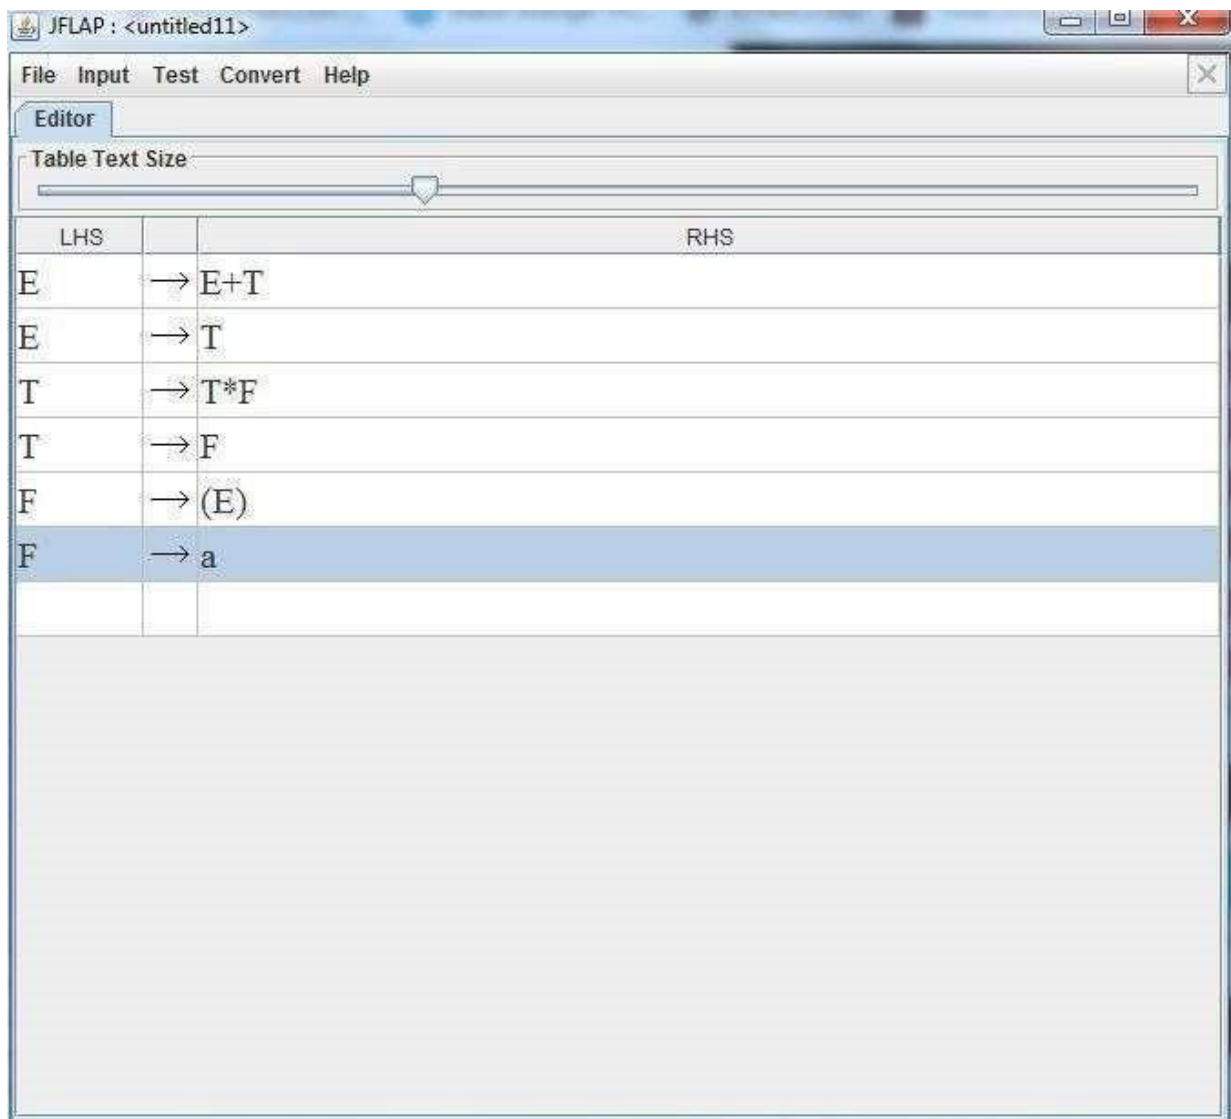 JFLAP : <untitled11>
File Input Test Convert Help
Editor
Table Text Size
LHS RHS
E → E+T
E → T
T → T*F
T → F
F → (E)
F → a